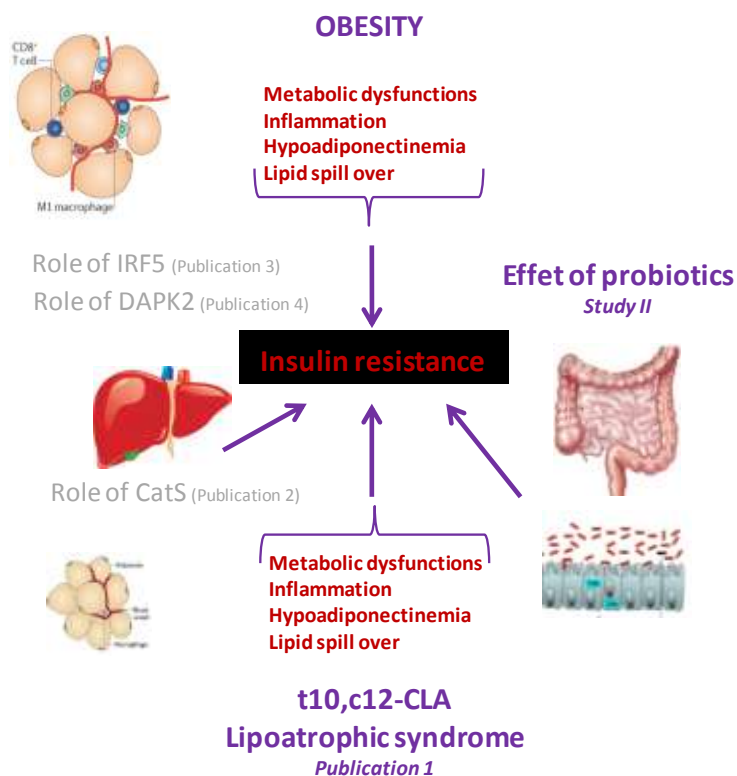 OBESITY
CD8+
T cell
M1 macrophage
Metabolic dysfunctions
Inflammation
Hypoadiponectinemia
Lipid spill over
Role of IRF5 (Publication 3)
Role of DAPK2 (Publication 4)
Effet of probiotics
Study II
Insulin resistance
Role of CatS (Publication 2)
Metabolic dysfunctions
Inflammation
Hypoadiponectinemia
Lipid spill over
t10,c12-CLA
Lipoatrophic syndrome
Publication 1